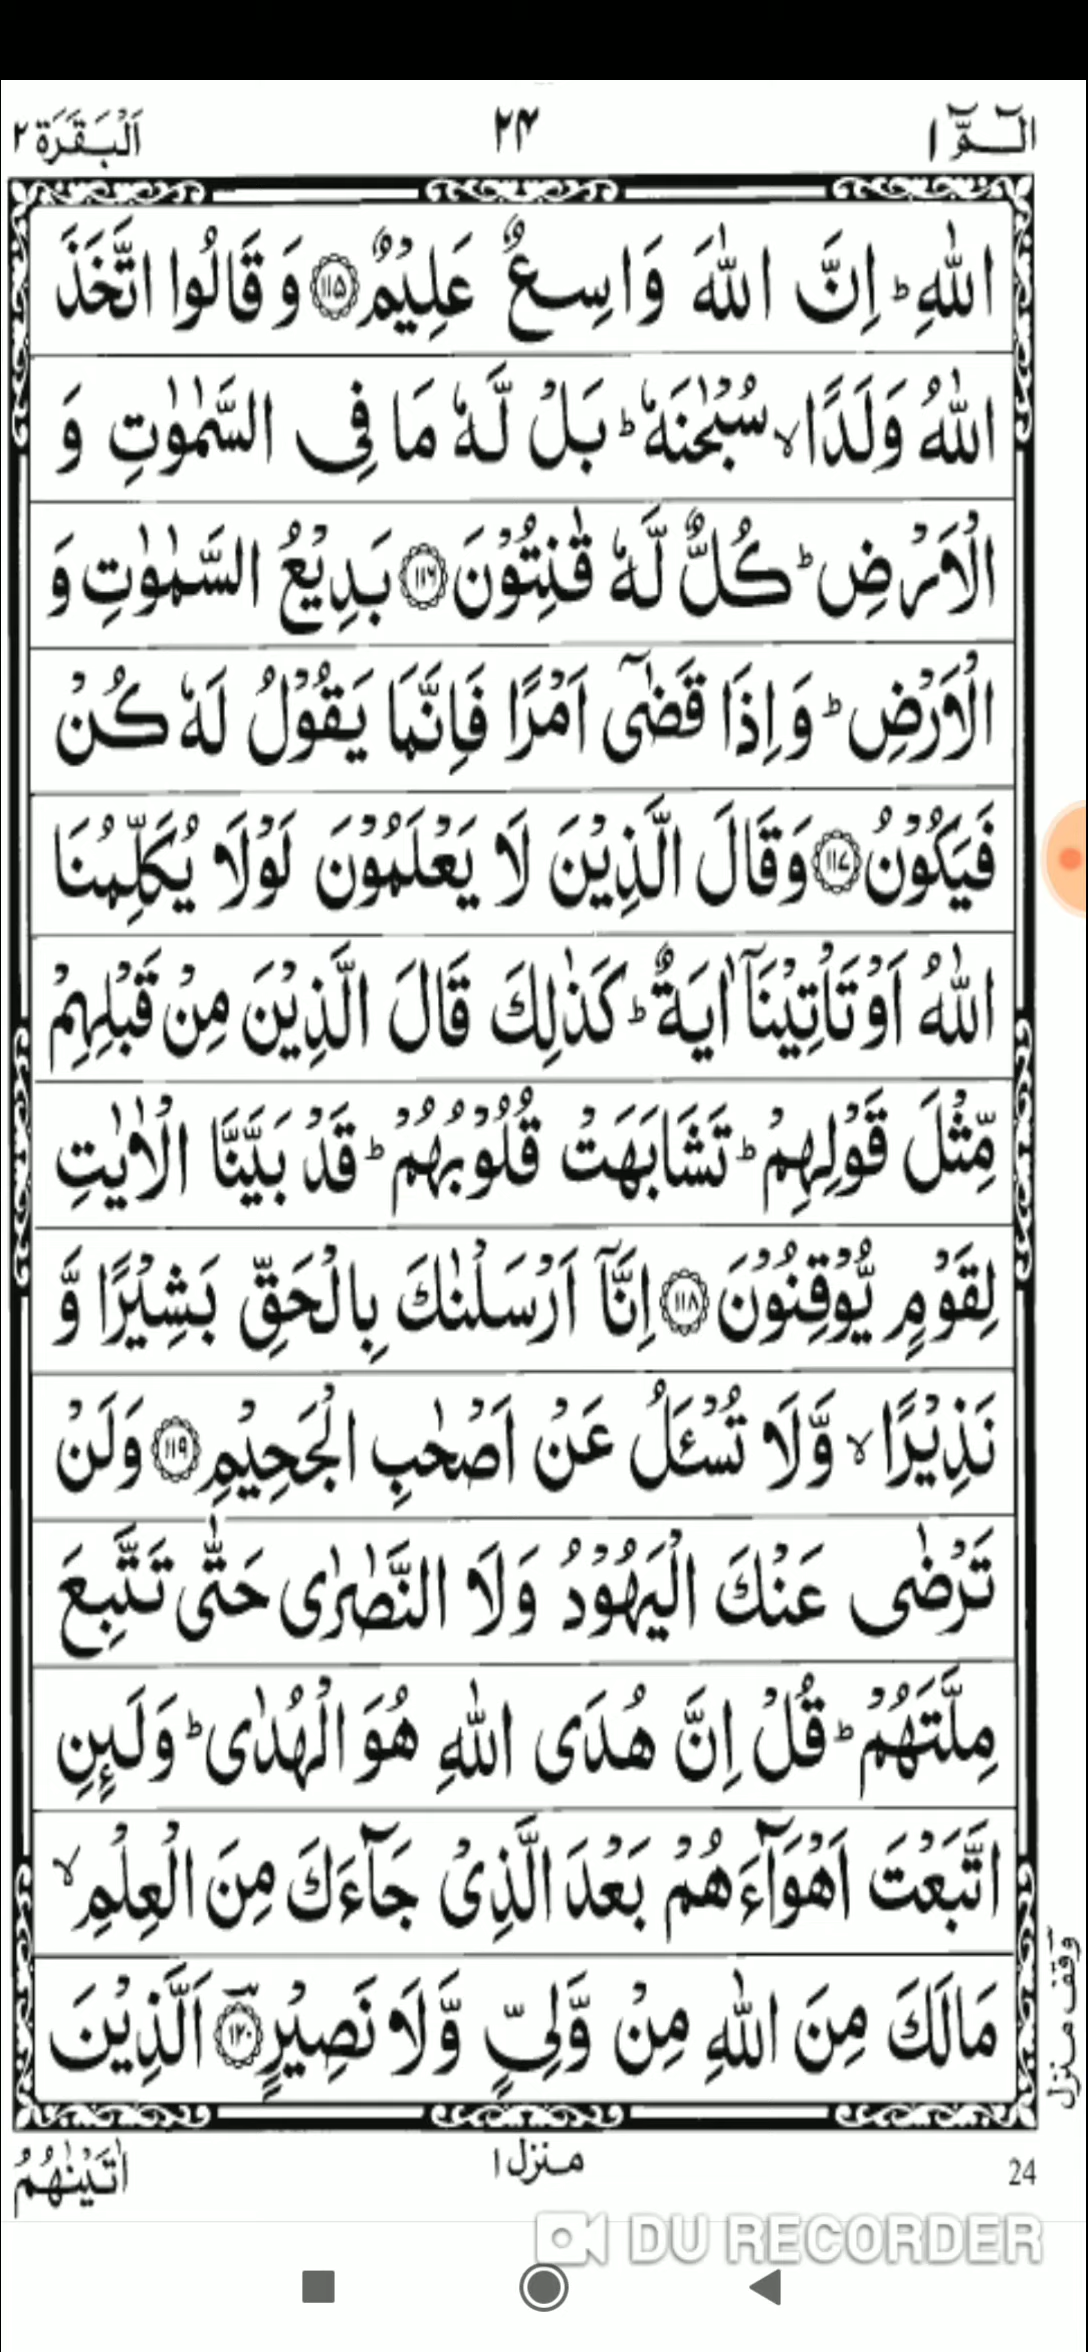 الٓمّٓ ١ ٢۴ اَلْبَقَرَة ٢
اللّٰهِ ؕ اِنَّ اللّٰهَ وَاسِعٌ عَلِيْمٌ ١١٥ وَ قَالُوا اتَّخَذَ
اللّٰهُ وَلَدًا ۙ سُبْحٰنَهٗ ؕ بَلْ لَّهٗ مَا فِی السَّمٰوٰتِ وَ
الْاَرْضِ ؕ كُلٌّ لَّهٗ قٰنِتُوْنَ ١١٦ بَدِيْعُ السَّمٰوٰتِ وَ
الْاَرْضِ ؕ وَ اِذَا قَضٰۤی اَمْرًا فَاِنَّمَا يَقُوْلُ لَهٗ كُنْ
فَيَكُوْنُ ١١٧ وَ قَالَ الَّذِيْنَ لَا يَعْلَمُوْنَ لَوْلَا يُكَلِّمُنَا
اللّٰهُ اَوْ تَاْتِيْنَاۤ اٰيَةٌ ؕ كَذٰلِكَ قَالَ الَّذِيْنَ مِنْ قَبْلِهِمْ
مِّثْلَ قَوْلِهِمْ ؕ تَشَابَهَتْ قُلُوْبُهُمْ ؕ قَدْ بَيَّنَّا الْاٰيٰتِ
لِقَوْمٍ يُّوْقِنُوْنَ ١١٨ اِنَّاۤ اَرْسَلْنٰكَ بِالْحَقِّ بَشِيْرًا وَّ
نَذِيْرًا ۙ وَّ لَا تُسْـَٔلُ عَنْ اَصْحٰبِ الْجَحِيْمِ ١١٩ وَلَنْ
تَرْضٰی عَنْكَ الْيَهُوْدُ وَلَا النَّصٰرٰی حَتّٰی تَتَّبِعَ
مِلَّتَهُمْ ؕ قُلْ اِنَّ هُدَی اللّٰهِ هُوَ الْهُدٰی ؕ وَلَىِٕنِ
اتَّبَعْتَ اَهْوَآءَهُمْ بَعْدَ الَّذِیْ جَآءَكَ مِنَ الْعِلْمِ ۙ
مَا لَكَ مِنَ اللّٰهِ مِنْ وَّلِیٍّ وَّ لَا نَصِيْرٍ ١٢٠ اَلَّذِيْنَ
وقف منزل
اٰتَيْنٰهُمُ منزل ١ 24
DU RECORDER